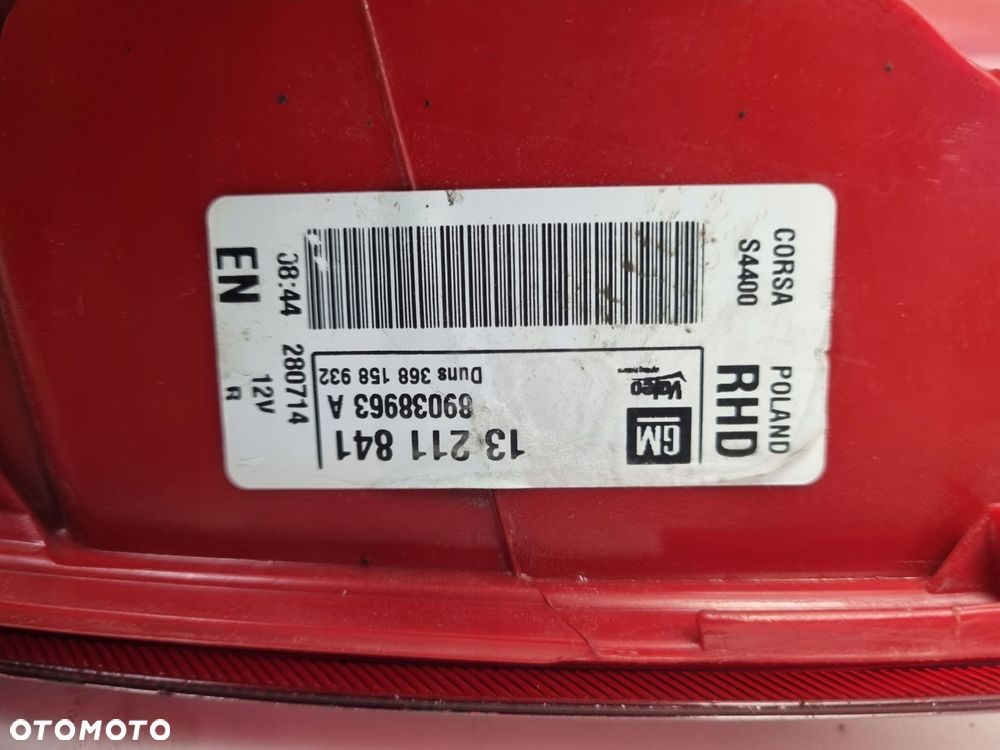 CORSA
S4400
POLAND
RHD
GM
Valeo
13 211 841
89038963 A
Duns 368 158 932
08:44 280714
EN
12V
R
OTOMOTO